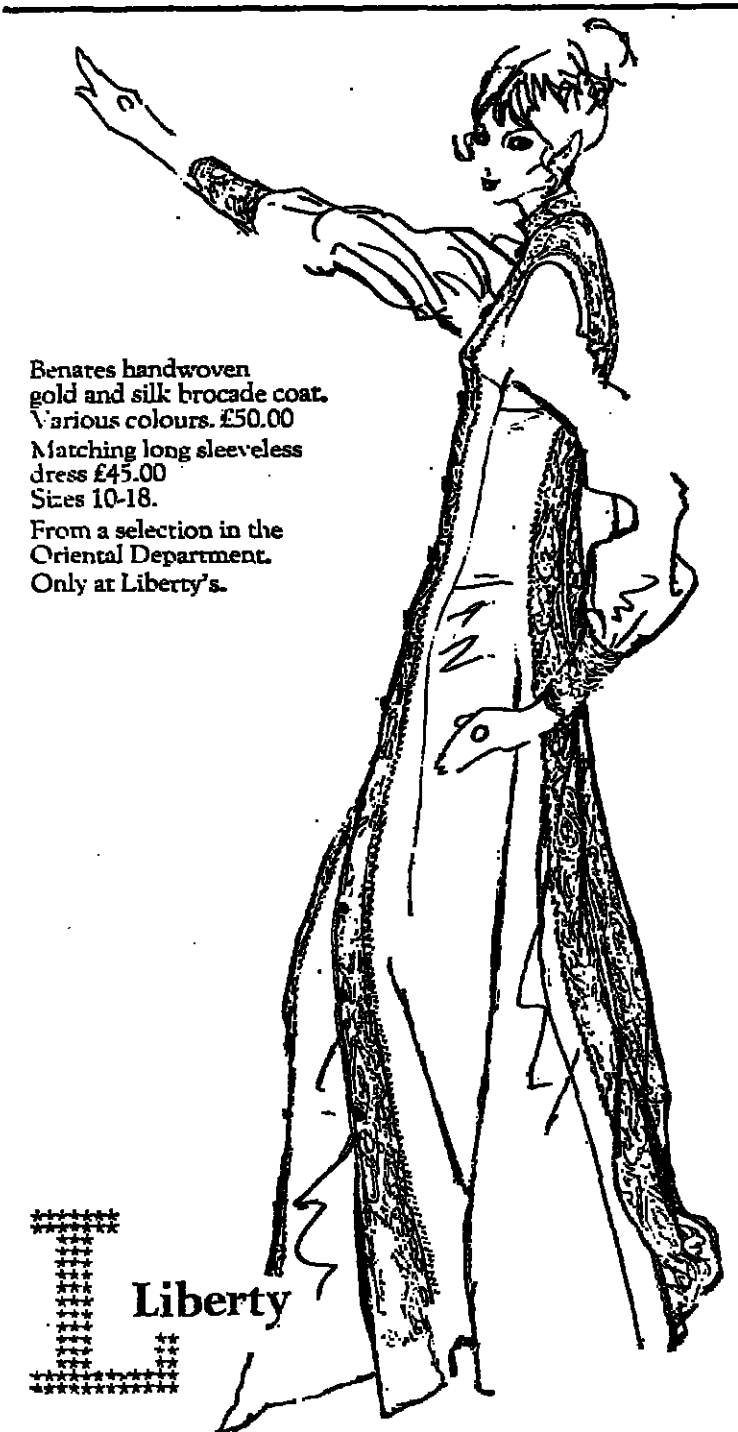 Benares handwoven
gold and silk brocade coat.
Various colours. £50.00
Matching long sleeveless
dress £45.00
Sizes 10-18.
From a selection in the
Oriental Department.
Only at Liberty's.
L
Liberty